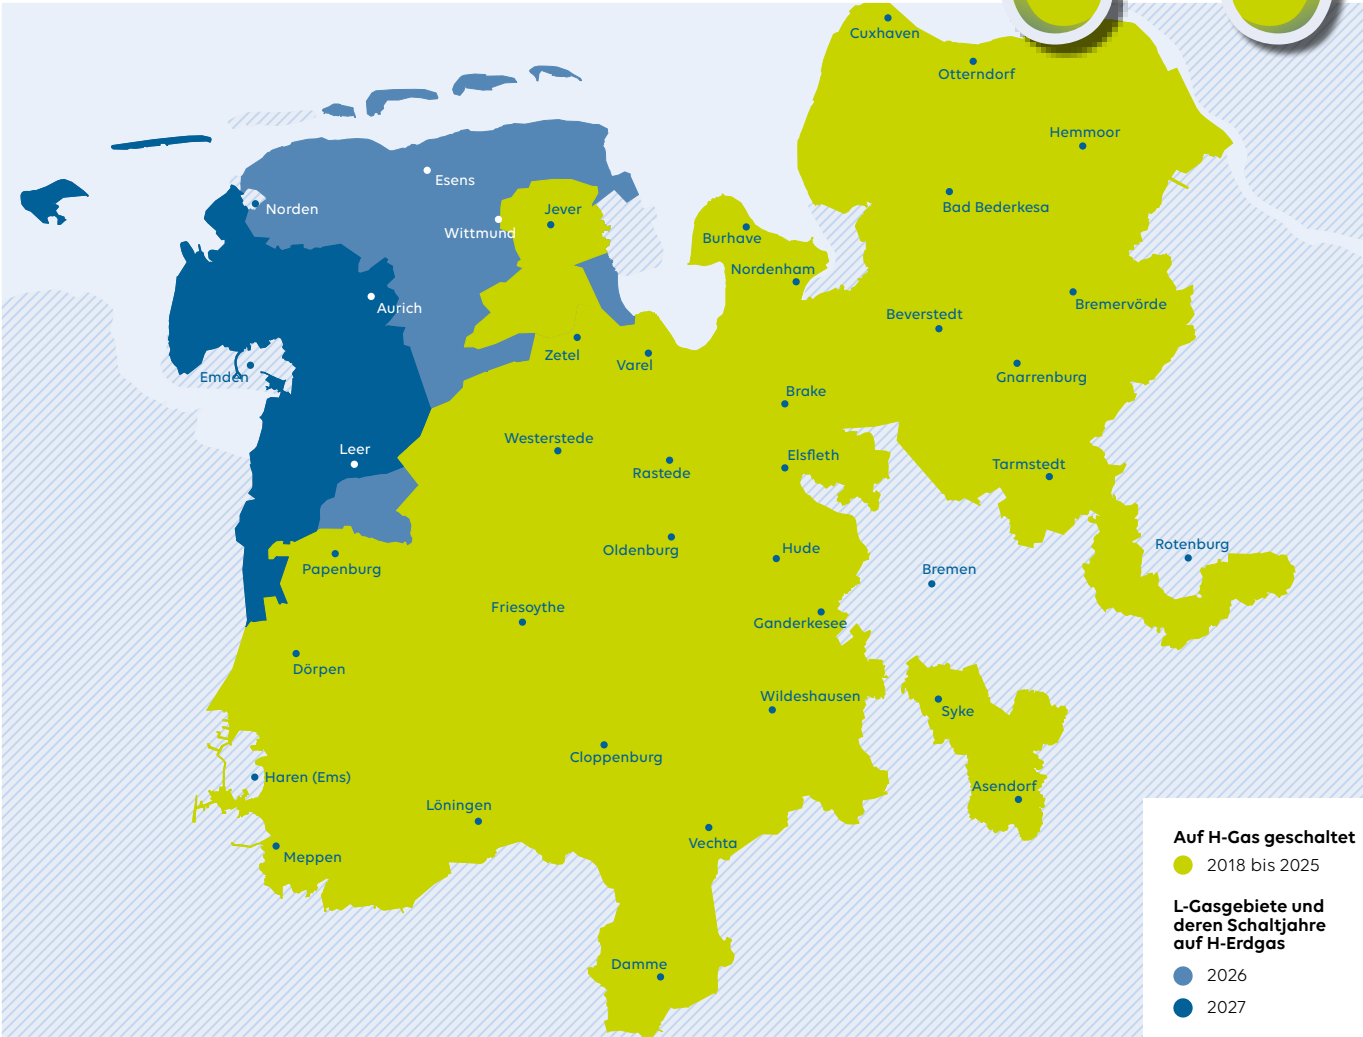 Cuxhaven
Otterndorf
Hemmoor
Esens
Norden
Jever
Bad Bederkesa
Wittmund
Burhave
Nordenham
Aurich
Bremervörde
Beverstedt
Zetel
Varel
Emden
Gnarrenburg
Brake
Westerstede
Leer
Elsfleth
Rastede
Tarmstedt
Oldenburg
Hude
Rotenburg
Papenburg
Bremen
Friesoythe
Ganderkesee
Dörpen
Wildeshausen
Syke
Cloppenburg
Haren (Ems)
Asendorf
Löningen
Vechta
Meppen
Damme
Auf H-Gas geschaltet
2018 bis 2025
L-Gasgebiete und
deren Schaltjahre
auf H-Erdgas
2026
2027